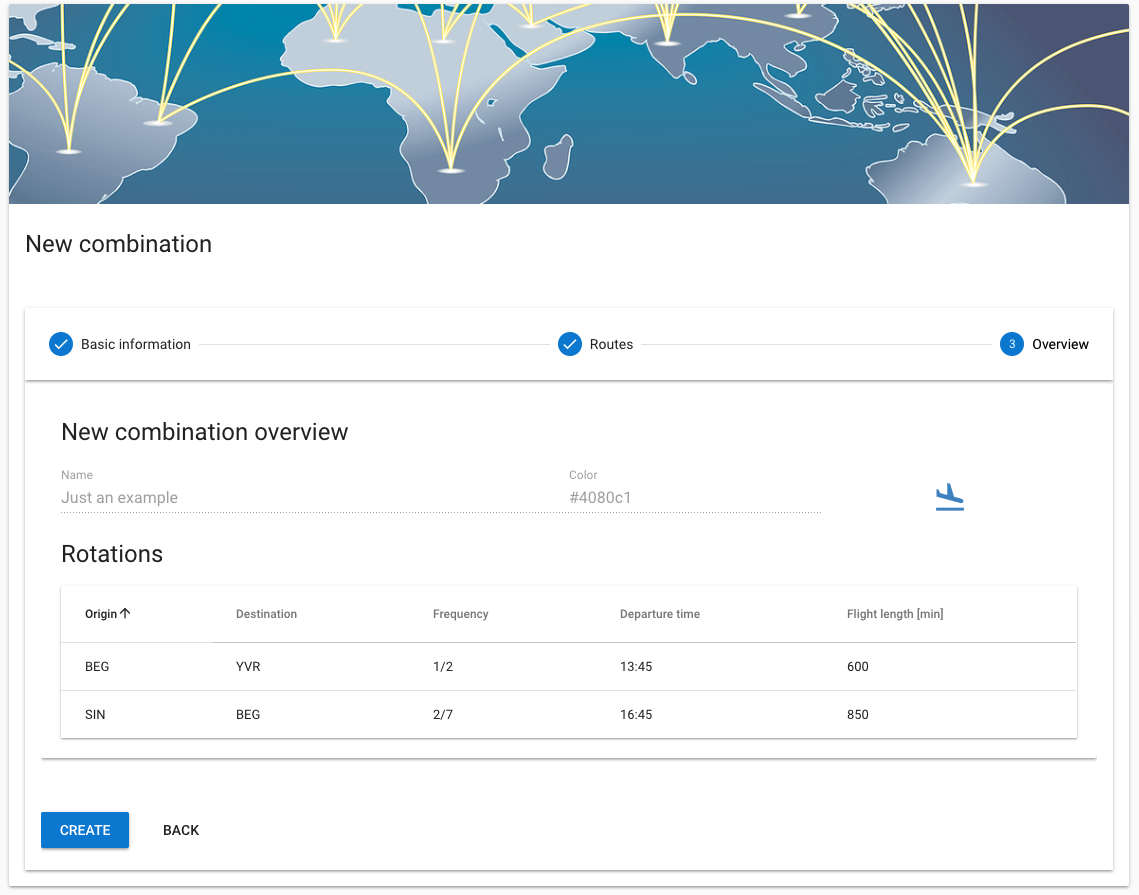 New combination
Basic information Routes 3 Overview
New combination overview
Name Color
Just an example #4080c1
Rotations
Origin Destination Frequency Departure time Flight length [min]
BEG YVR 1/2 13:45 600
SIN BEG 2/7 16:45 850
CREATE BACK